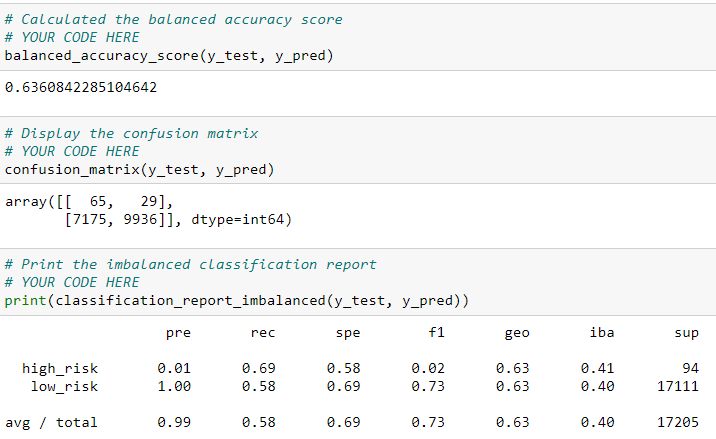 # Calculated the balanced accuracy score
# YOUR CODE HERE
balanced_accuracy_score(y_test, y_pred)
0.6360842285104642
# Display the confusion matrix
# YOUR CODE HERE
confusion_matrix(y_test, y_pred)
array([[  65,   29],
       [7175, 9936]], dtype=int64)
# Print the imbalanced classification report
# YOUR CODE HERE
print(classification_report_imbalanced(y_test, y_pred))
pre rec spe f1 geo iba sup
high_risk 0.01 0.69 0.58 0.02 0.63 0.41 94
low_risk 1.00 0.58 0.69 0.73 0.63 0.40 17111
avg / total 0.99 0.58 0.69 0.73 0.63 0.40 17205